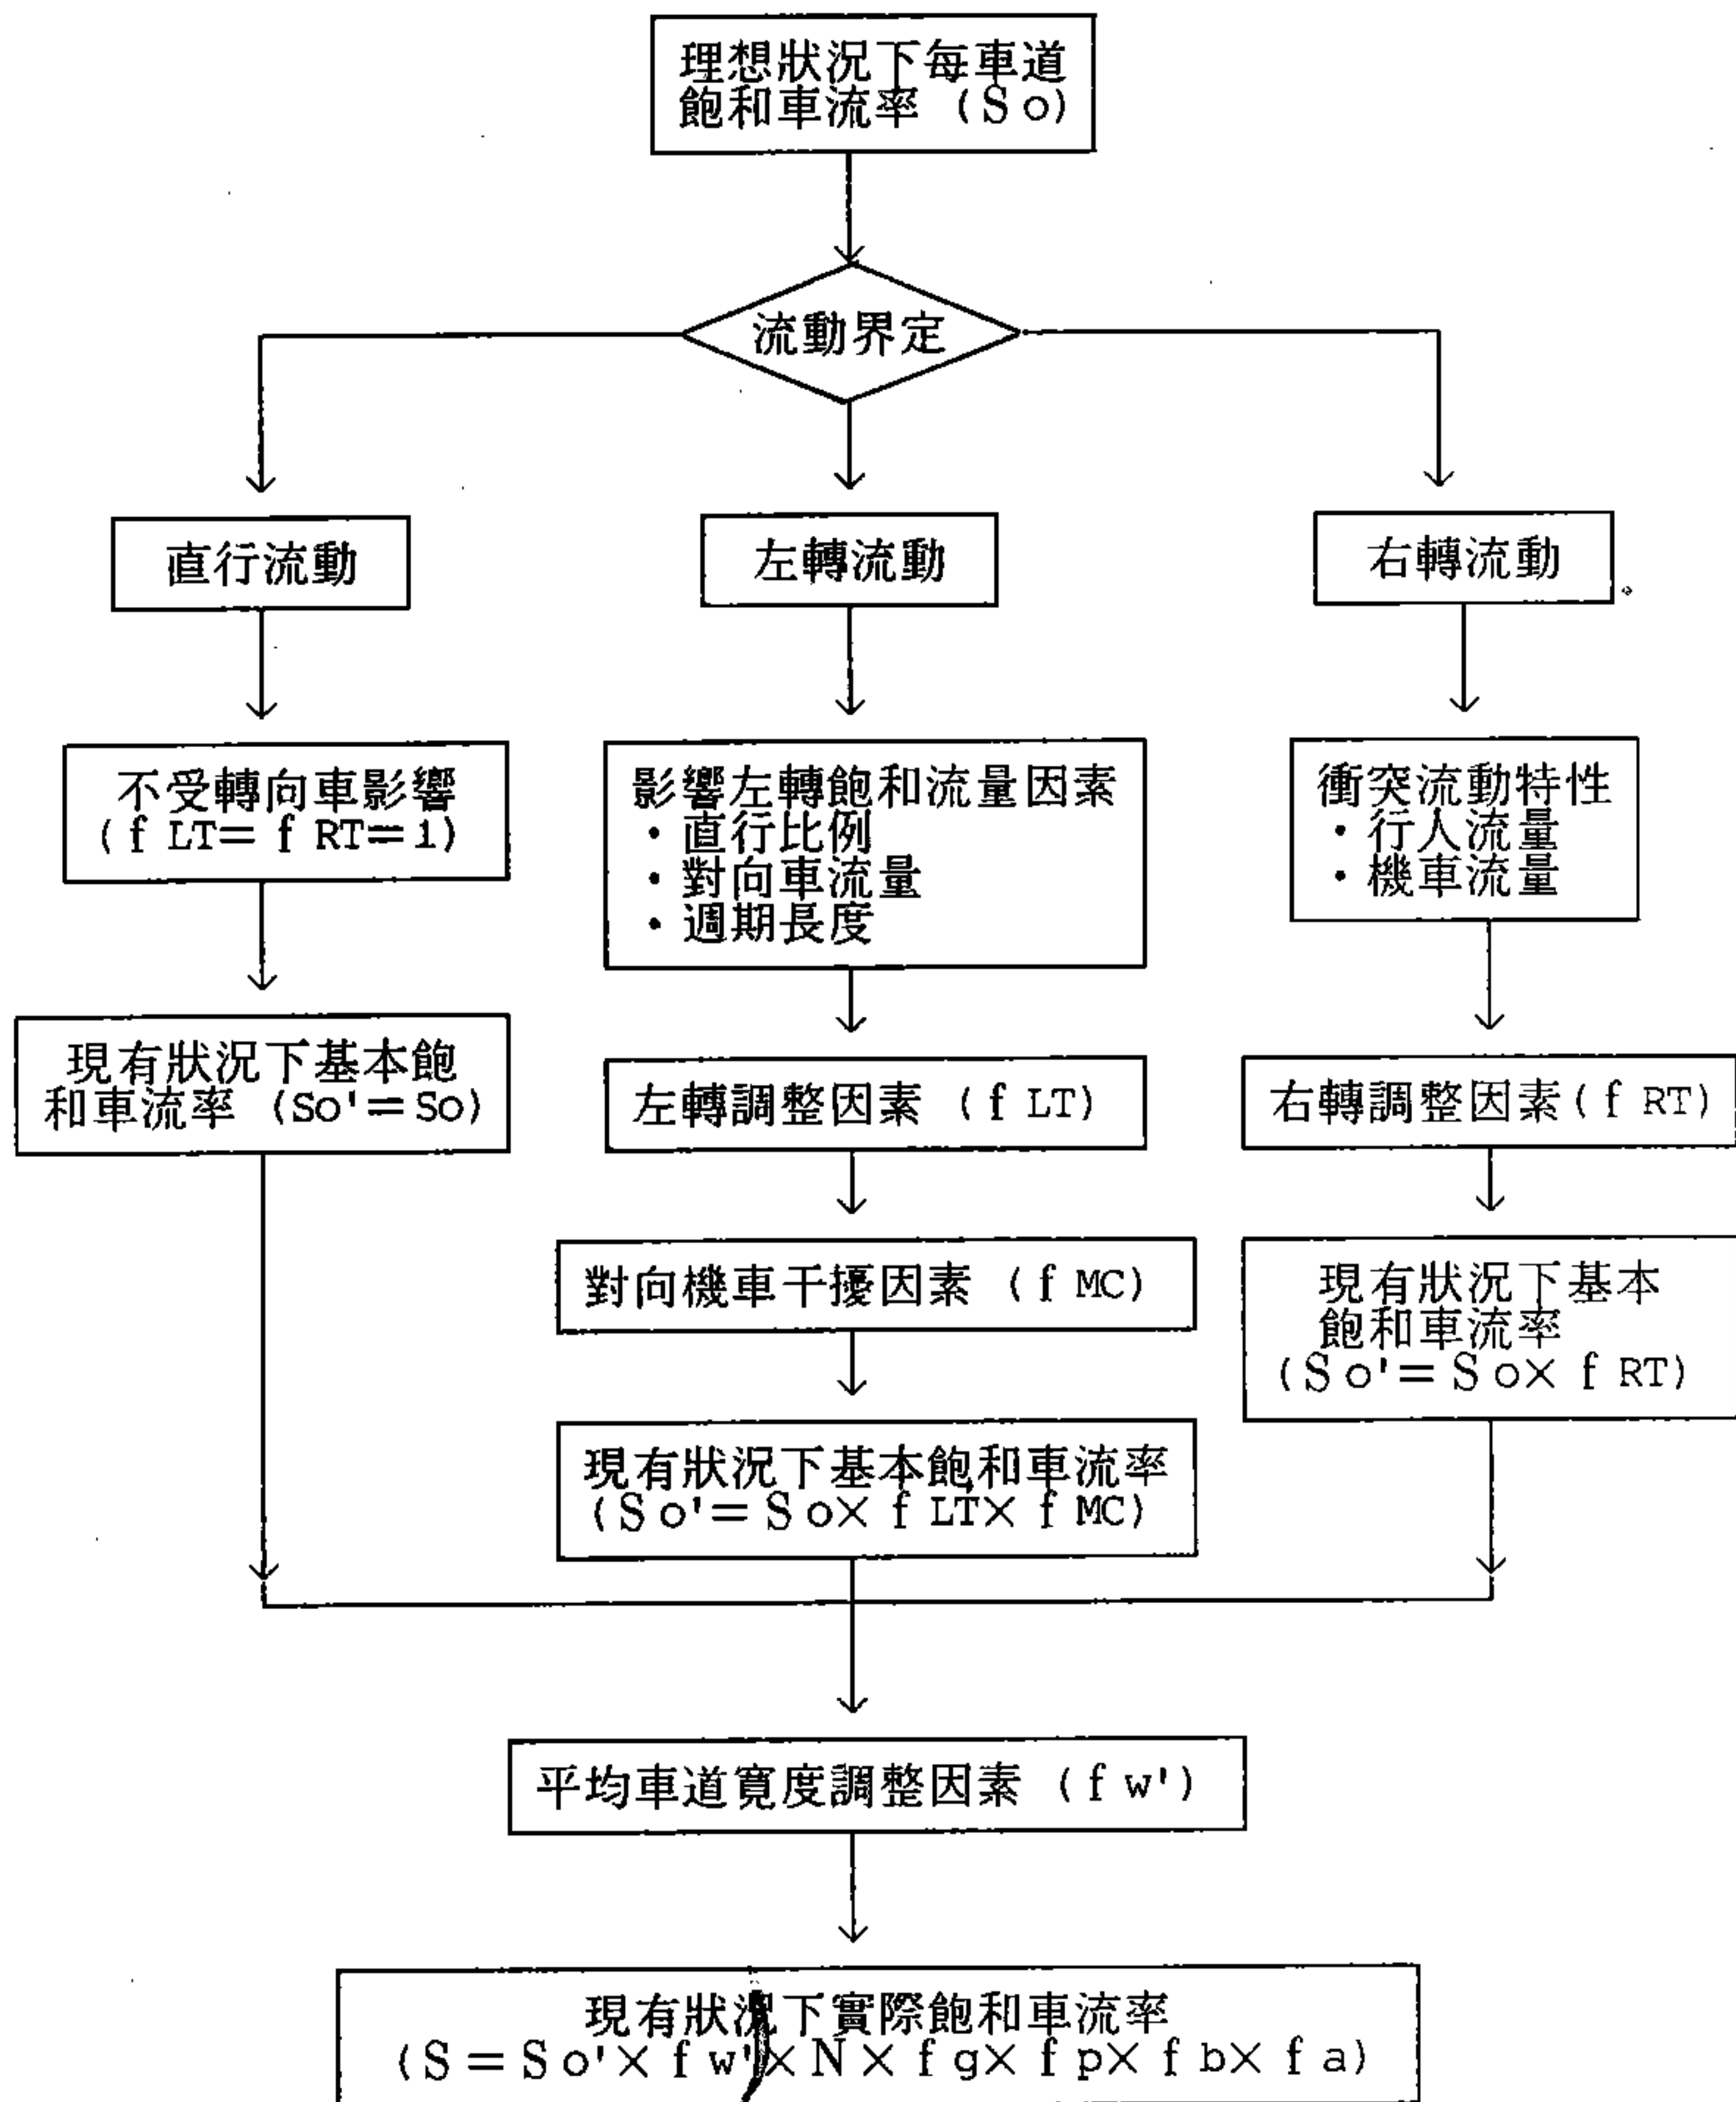 理想狀況下每車道
飽和車流率 (So)
流動界定
直行流動
左轉流動
右轉流動
不受轉向車影響
(f LT= f RT=1)
影響左轉飽和流量因素
・直行比例
・對向車流量
・週期長度
衝突流動特性
・行人流量
・機車流量
現有狀況下基本飽
和車流率 (So'=So)
左轉調整因素 (f LT)
右轉調整因素 (f RT)
對向機車干擾因素 (f MC)
現有狀況下基本
飽和車流率
(So'=So× f RT)
現有狀況下基本飽和車流率
(So'=So× f LT× f MC)
平均車道寬度調整因素 (f w')
現有狀況下實際飽和車流率
(S=So'× f w'×N× f g× f p× f b× f a)